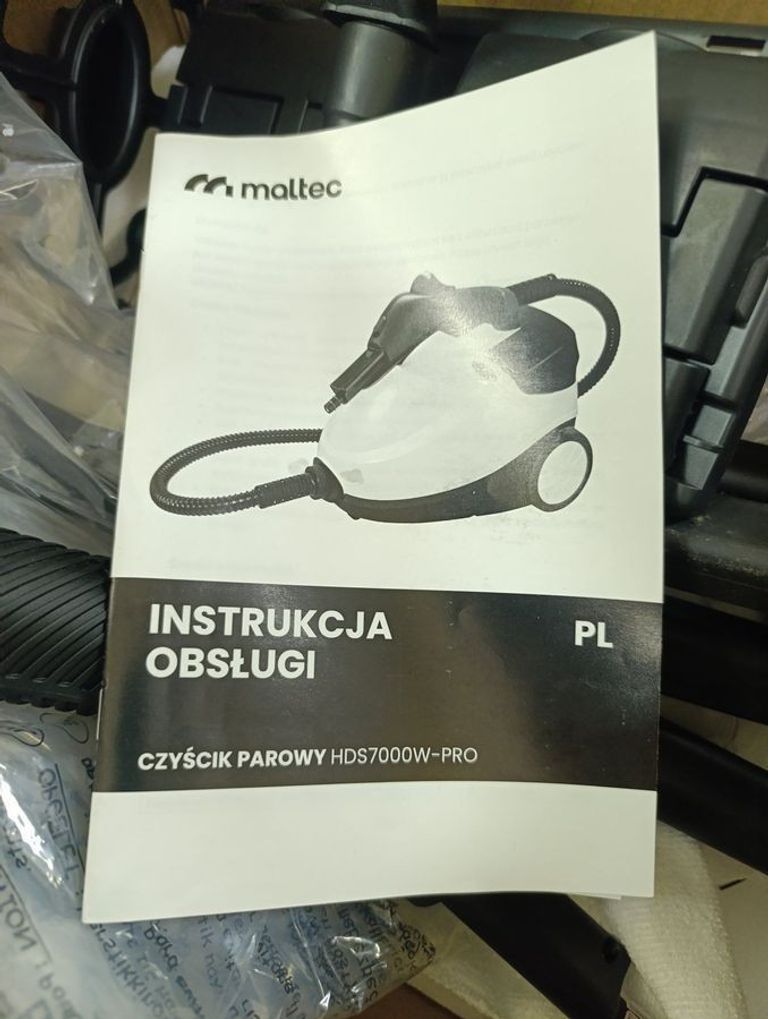 maltec
INSTRUKCJA
OBSŁUGI
PL
CZYŚCIK PAROWY HDS7000W-PRO